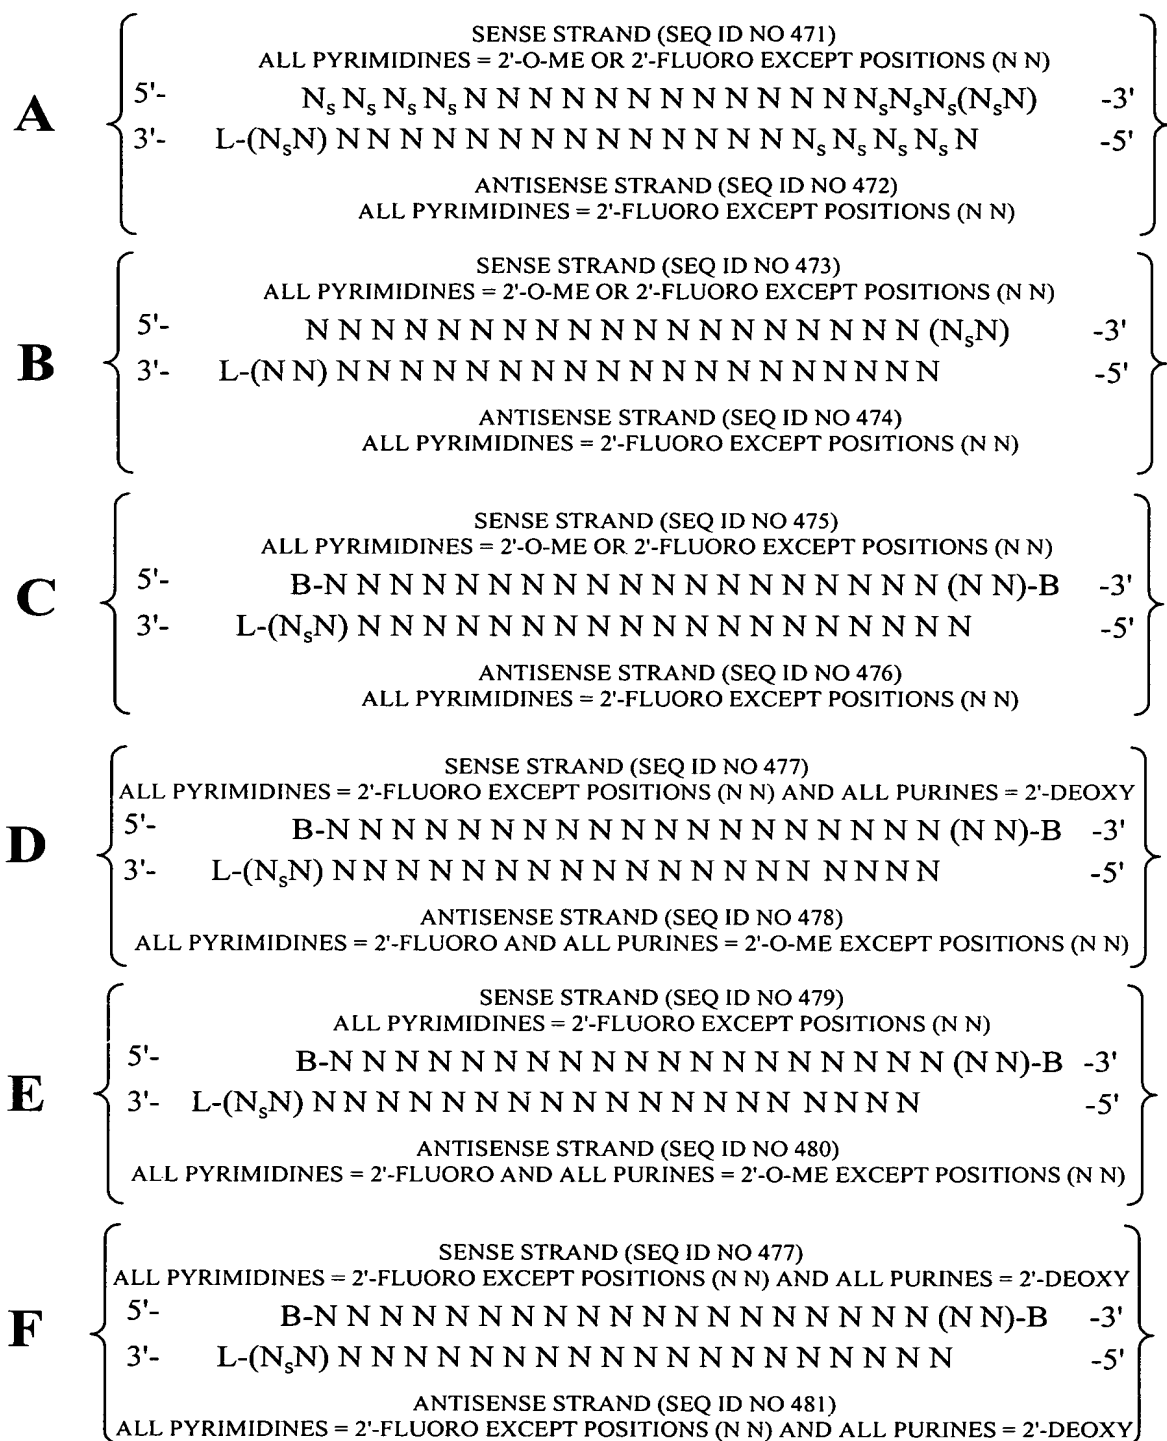 A
SENSE STRAND (SEQ ID NO 471)
ALL PYRIMIDINES = 2'-O-ME OR 2'-FLUORO EXCEPT POSITIONS (N N)
5'- NₛNₛNₛNₛN N N N N N N N N N N N NₛNₛNₛ(NₛN) -3'
3'- L-(NₛN) N N N N N N N N N N N N N N NₛNₛNₛNₛN -5'
ANTISENSE STRAND (SEQ ID NO 472)
ALL PYRIMIDINES = 2'-FLUORO EXCEPT POSITIONS (N N)
B
SENSE STRAND (SEQ ID NO 473)
ALL PYRIMIDINES = 2'-O-ME OR 2'-FLUORO EXCEPT POSITIONS (N N)
5'- N N N N N N N N N N N N N N N N N N N (NₛN) -3'
3'- L-(N N) N N N N N N N N N N N N N N N N N N N -5'
ANTISENSE STRAND (SEQ ID NO 474)
ALL PYRIMIDINES = 2'-FLUORO EXCEPT POSITIONS (N N)
C
SENSE STRAND (SEQ ID NO 475)
ALL PYRIMIDINES = 2'-O-ME OR 2'-FLUORO EXCEPT POSITIONS (N N)
5'- B-N N N N N N N N N N N N N N N N N N N (N N)-B -3'
3'- L-(NₛN) N N N N N N N N N N N N N N N N N N N -5'
ANTISENSE STRAND (SEQ ID NO 476)
ALL PYRIMIDINES = 2'-FLUORO EXCEPT POSITIONS (N N)
D
SENSE STRAND (SEQ ID NO 477)
ALL PYRIMIDINES = 2'-FLUORO EXCEPT POSITIONS (N N) AND ALL PURINES = 2'-DEOXY
5'- B-N N N N N N N N N N N N N N N N N N N (N N)-B -3'
3'- L-(NₛN) N N N N N N N N N N N N N N N N N N N -5'
ANTISENSE STRAND (SEQ ID NO 478)
ALL PYRIMIDINES = 2'-FLUORO AND ALL PURINES = 2'-O-ME EXCEPT POSITIONS (N N)
E
SENSE STRAND (SEQ ID NO 479)
ALL PYRIMIDINES = 2'-FLUORO EXCEPT POSITIONS (N N)
5'- B-N N N N N N N N N N N N N N N N N N N (N N)-B -3'
3'- L-(NₛN) N N N N N N N N N N N N N N N N N N N -5'
ANTISENSE STRAND (SEQ ID NO 480)
ALL PYRIMIDINES = 2'-FLUORO AND ALL PURINES = 2'-O-ME EXCEPT POSITIONS (N N)
F
SENSE STRAND (SEQ ID NO 477)
ALL PYRIMIDINES = 2'-FLUORO EXCEPT POSITIONS (N N) AND ALL PURINES = 2'-DEOXY
5'- B-N N N N N N N N N N N N N N N N N N N (N N)-B -3'
3'- L-(NₛN) N N N N N N N N N N N N N N N N N N N -5'
ANTISENSE STRAND (SEQ ID NO 481)
ALL PYRIMIDINES = 2'-FLUORO EXCEPT POSITIONS (N N) AND ALL PURINES = 2'-DEOXY